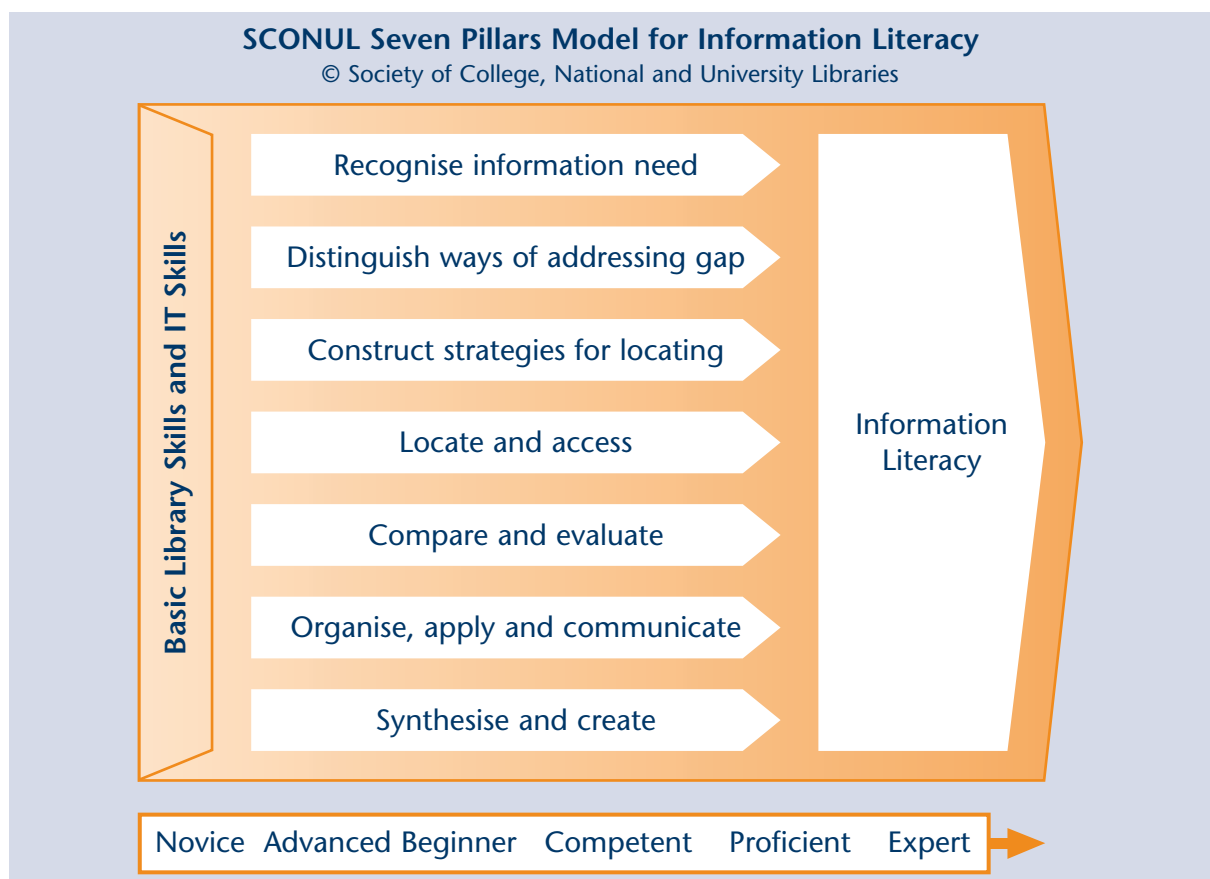 SCONUL Seven Pillars Model for Information Literacy
© Society of College, National and University Libraries
Basic Library Skills and IT Skills
Recognise information need
Distinguish ways of addressing gap
Construct strategies for locating
Locate and access
Compare and evaluate
Organise, apply and communicate
Synthesise and create
Information
Literacy
Novice Advanced Beginner Competent Proficient Expert